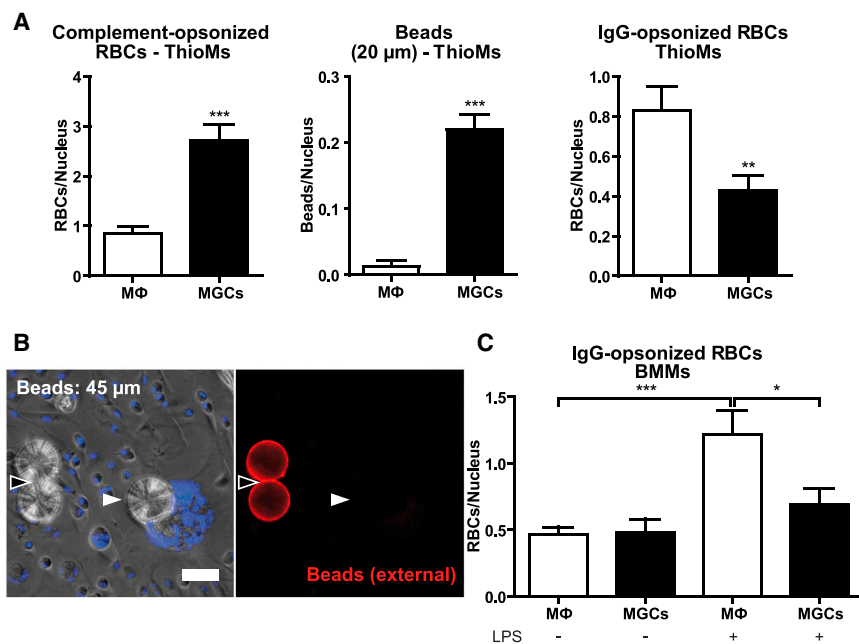 A
Complement-opsonized
RBCs - ThioMs
RBCs/Nucleus
4
3
2
1
0
***
MΦ
MGCs
Beads
(20 µm) - ThioMs
Beads/Nucleus
0.3
0.2
0.1
0.0
***
MΦ
MGCs
IgG-opsonized RBCs
ThioMs
RBCs/Nucleus
1.0
0.8
0.6
0.4
0.2
0.0
**
MΦ
MGCs
B
Beads: 45 µm
Beads (external)
C
IgG-opsonized RBCs
BMMs
RBCs/Nucleus
1.5
1.0
0.5
0.0
***
*
MΦ MGCs MΦ MGCs
LPS - - + +